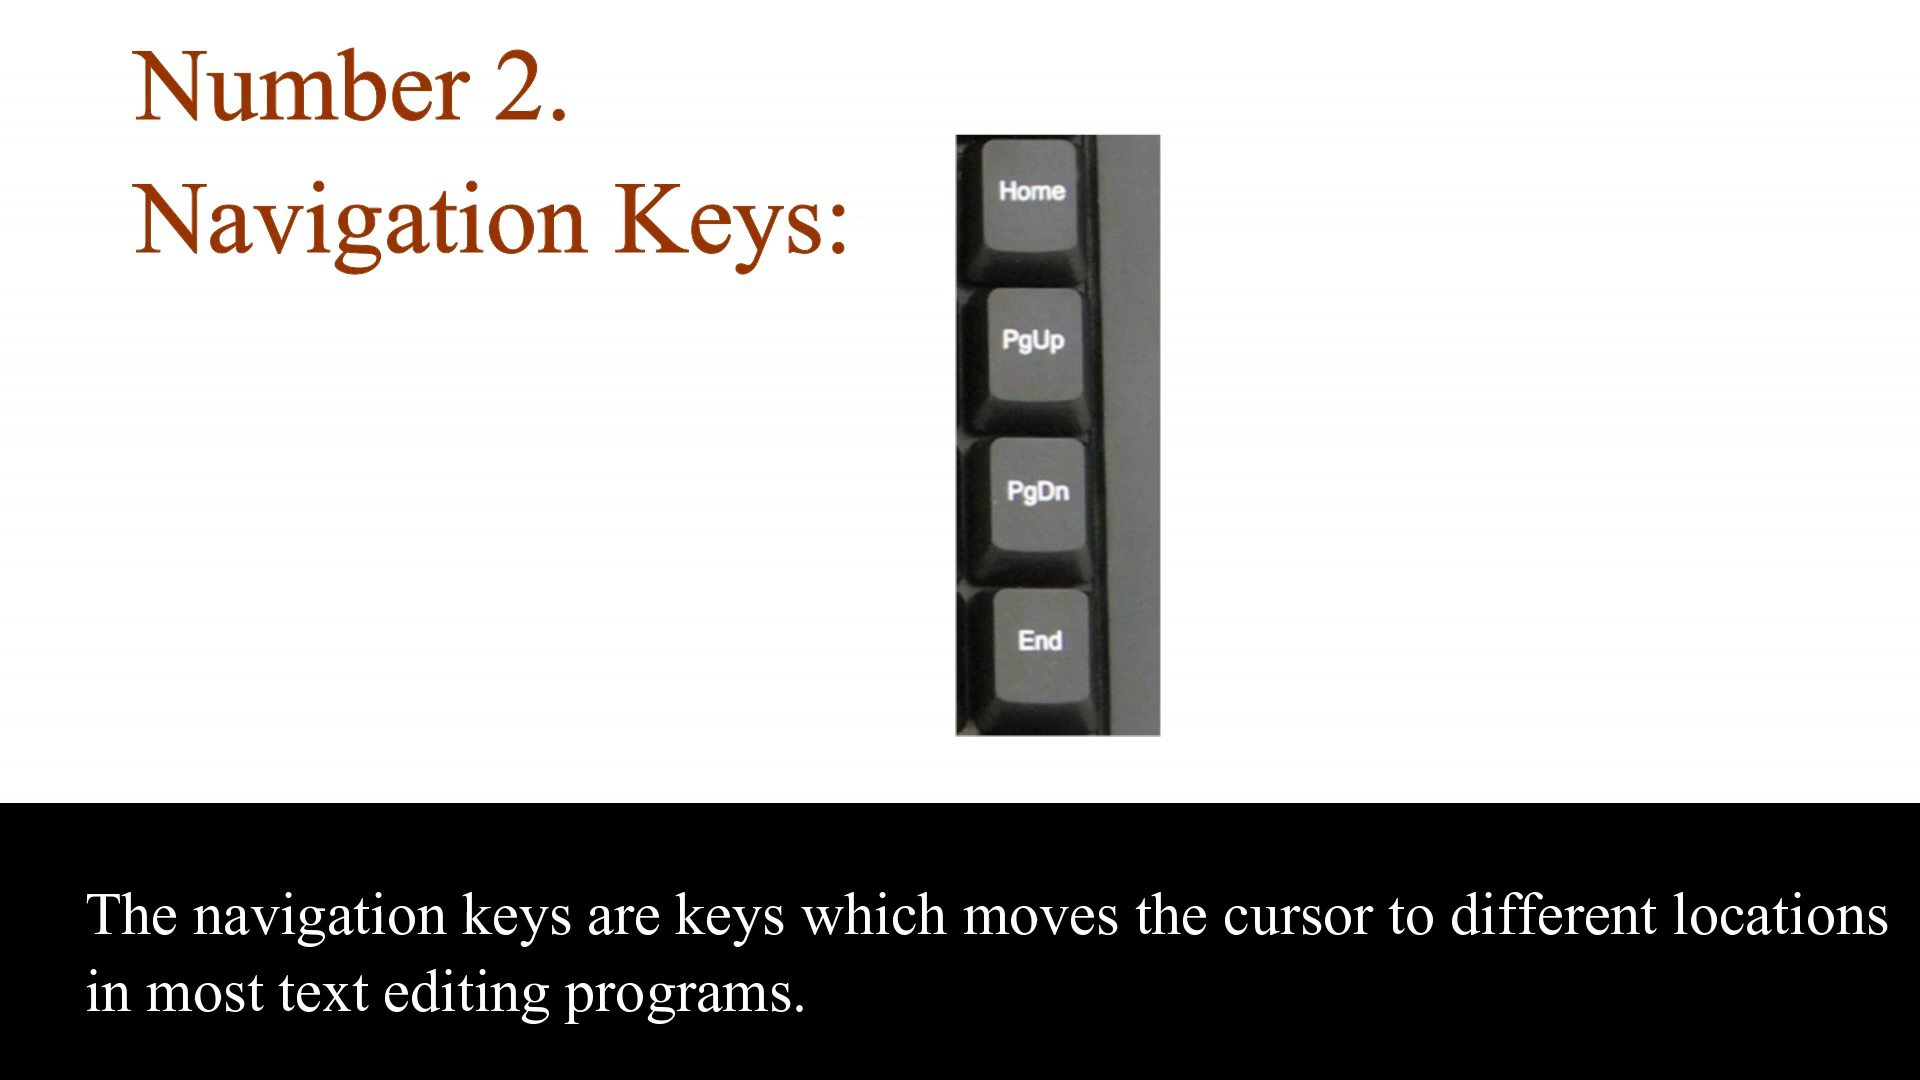 Number 2.
Navigation Keys:
Home
PgUp
PgDn
End
The navigation keys are keys which moves the cursor to different locations
in most text editing programs.